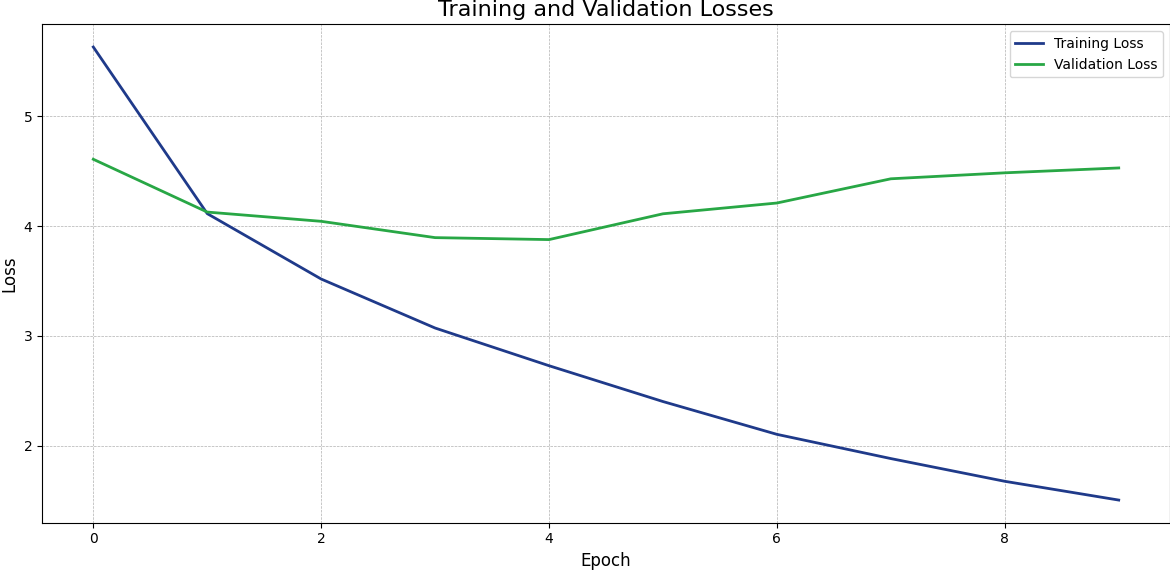 Training and Validation Losses
Training Loss
Validation Loss
Loss
5
4
3
2
0 2 4 6 8
Epoch